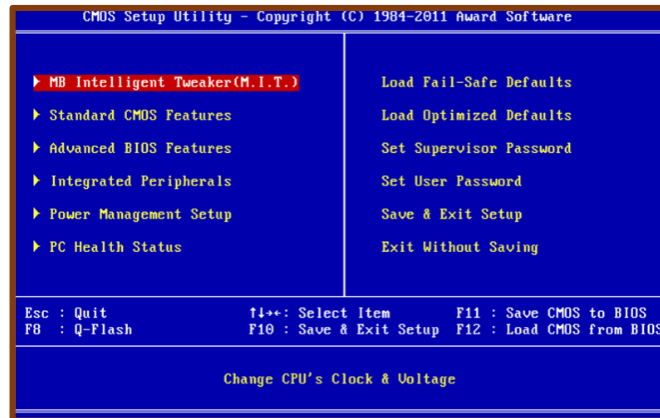 CMOS Setup Utility - Copyright (C) 1984-2011 Award Software
MB Intelligent Tweaker(M.I.T.)
Standard CMOS Features
Advanced BIOS Features
Integrated Peripherals
Power Management Setup
PC Health Status
Load Fail-Safe Defaults
Load Optimized Defaults
Set Supervisor Password
Set User Password
Save & Exit Setup
Exit Without Saving
Esc : Quit ↑↓→←: Select Item F11 : Save CMOS to BIOS
F8 : Q-Flash F10 : Save & Exit Setup F12 : Load CMOS from BIOS
Change CPU's Clock & Voltage